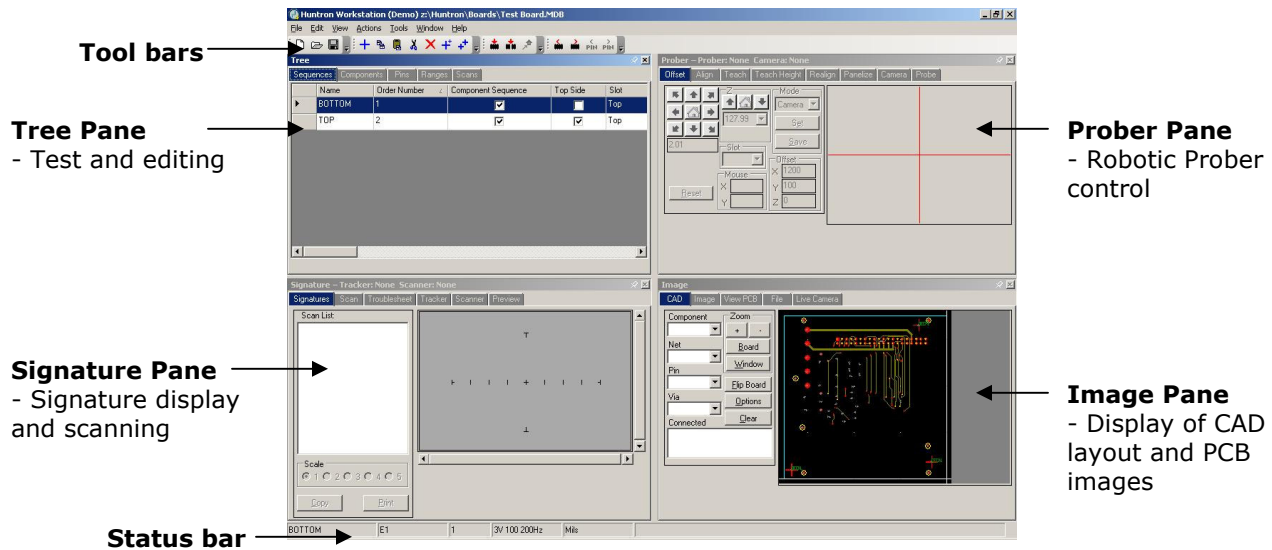 Huntron Workstation (Demo) z:\Huntron\Boards\Test Board.MDB
File Edit View Actions Tools Window Help
Tool bars
PIN PIN
Tree
Sequences Components Pins Ranges Scans
Name Order Number Component Sequence Top Side Slot
BOTTOM 1 Top
TOP 2 Top
Tree Pane
- Test and editing
Prober – Prober: None Camera: None
Offset Align Teach Teach Height Realign Panelize Camera Probe
Z
127.99
2.01
Mode
Camera
Set
Save
Slot
Mouse
X
Y
Reset
Offset
X 1200
Y 100
Z 0
Prober Pane
- Robotic Prober
control
Signature – Tracker: None Scanner: None
Signatures Scan Troublesheet Tracker Scanner Preview
Scan List
Scale
1 2 3 4 5
Copy Print
Signature Pane
- Signature display
and scanning
Image
CAD Image View PCB File Live Camera
Component
Net
Pin
Via
Connected
Zoom
+ -
Board
Window
Flip Board
Options
Clear
Image Pane
- Display of CAD
layout and PCB
images
BOTTOM E1 1 3V 100 200Hz Mils
Status bar